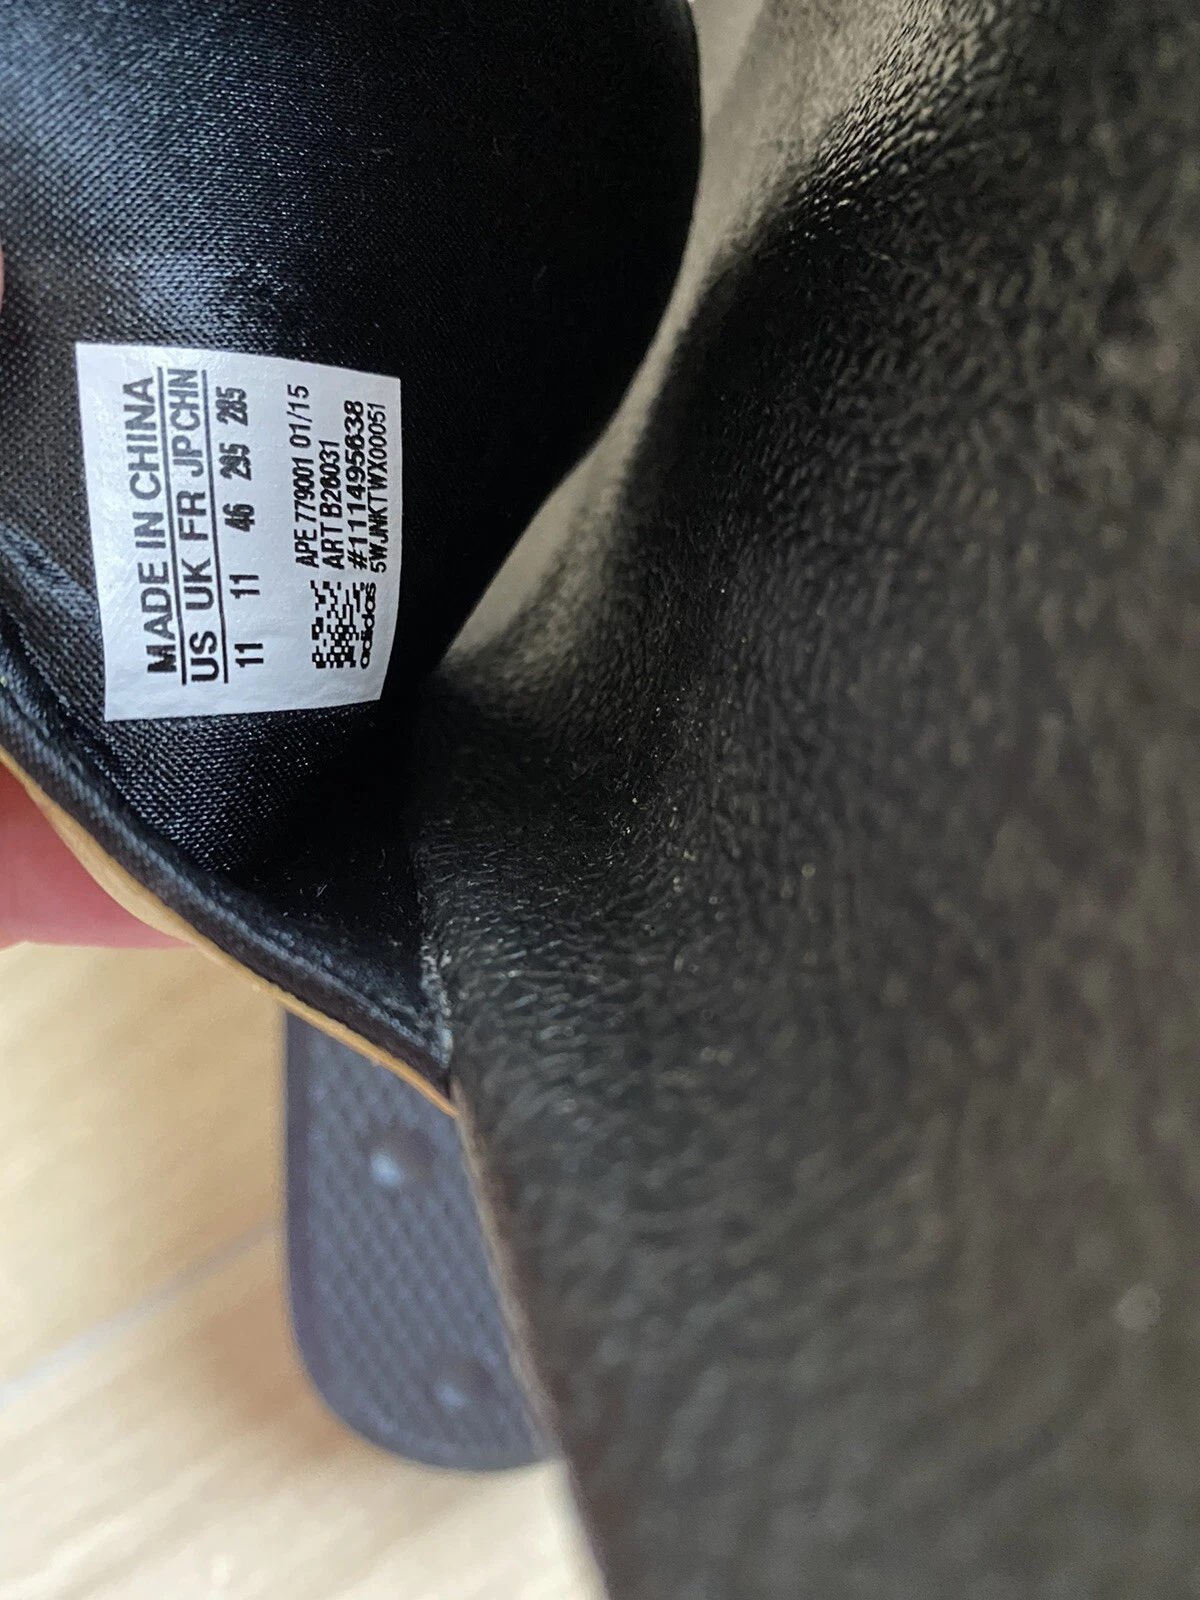 MADE IN CHINA
US UK FR JP CHN
11 11 46 295 285
APE 779001 01/15
ART B26031
#111495638
adidas 5WJNKTWX00051